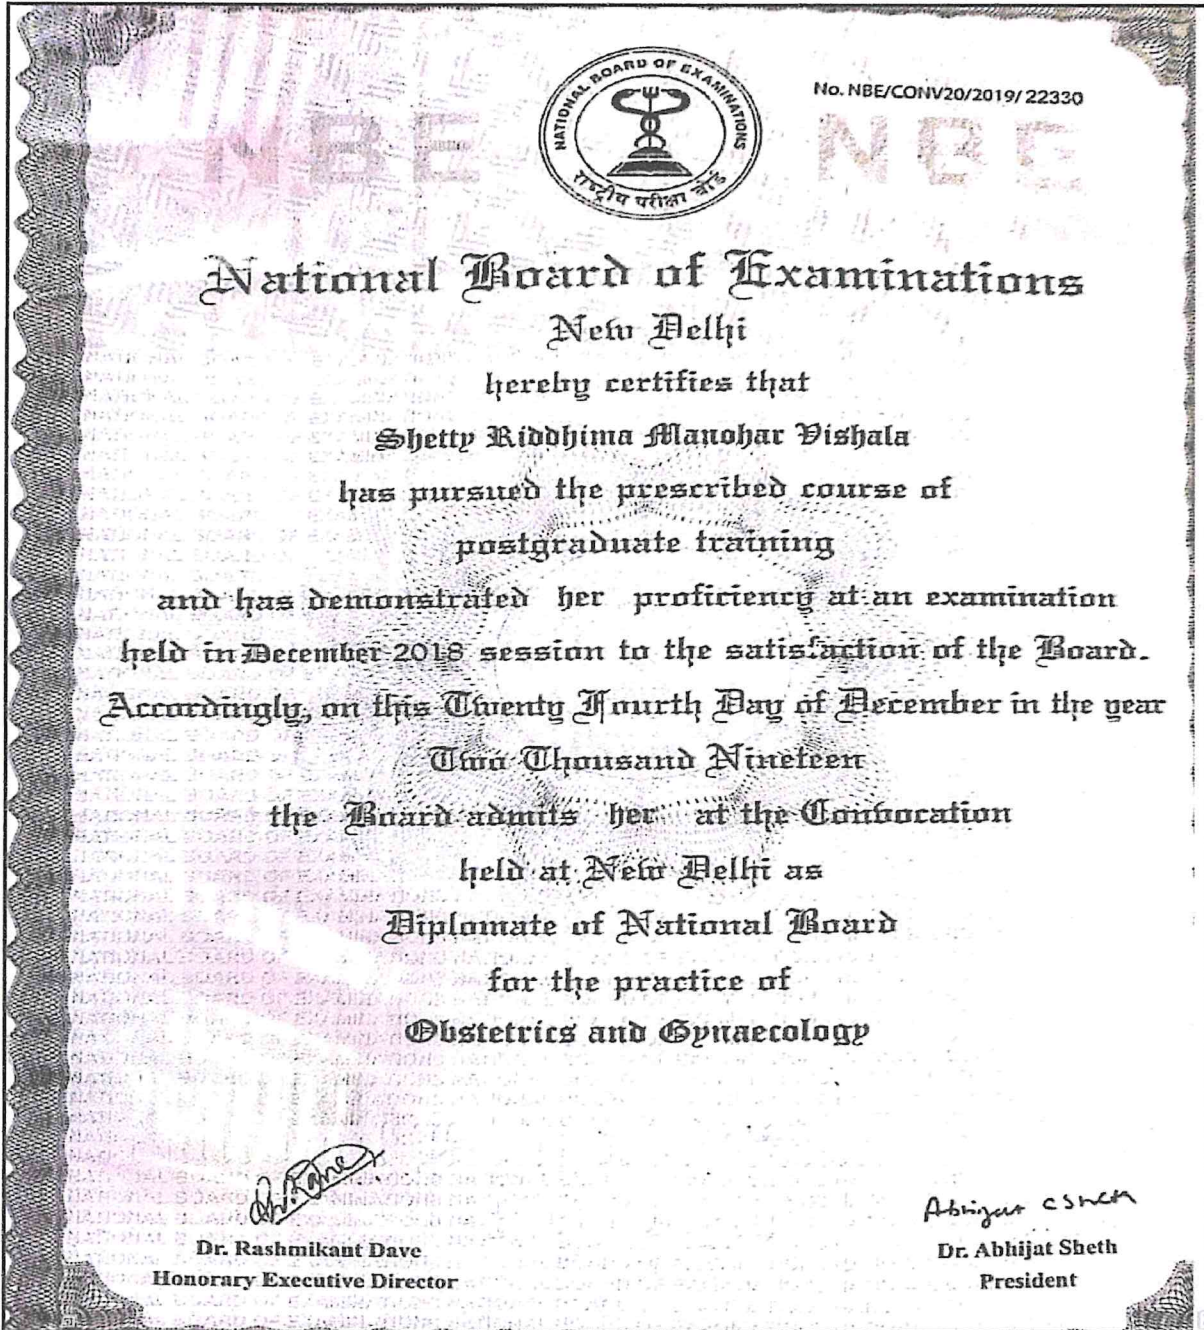 No. NBE/CONV20/2019/22330
NATIONAL BOARD OF EXAMINATIONS
राष्ट्रीय परीक्षा बोर्ड
NBE NBE
National Board of Examinations
New Delhi
hereby certifies that
Shetty Riddhima Manohar Vishala
has pursued the prescribed course of
postgraduate training
and has demonstrated her proficiency at an examination
held in December 2018 session to the satisfaction of the Board.
Accordingly, on this Twenty Fourth Day of December in the year
Two Thousand Nineteen
the Board admits her at the Convocation
held at New Delhi as
Diplomate of National Board
for the practice of
Obstetrics and Gynaecology
Dr. Rashmikant Dave
Honorary Executive Director
Abhijat C Sheth
Dr. Abhijat Sheth
President